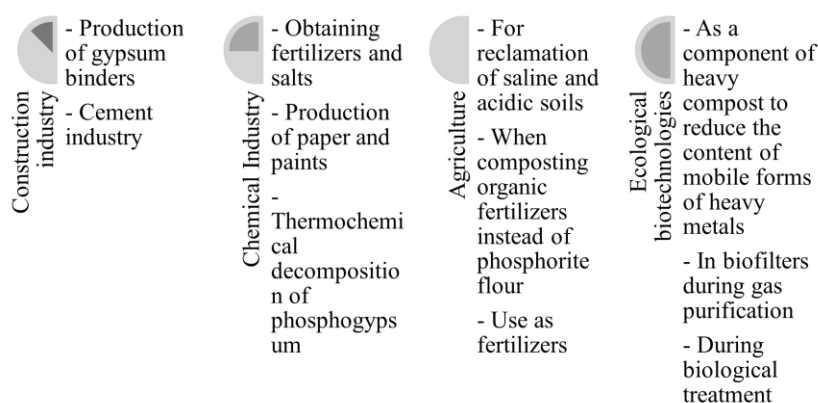 Construction
industry
- Production
of gypsum
binders
- Cement
industry
Chemical Industry
- Obtaining
fertilizers and
salts
- Production
of paper and
paints
-
Thermochemi
cal
decompositio
n of
phosphogyps
um
Agriculture
- For
reclamation
of saline and
acidic soils
- When
composting
organic
fertilizers
instead of
phosphorite
flour
- Use as
fertilizers
Ecological
biotechnologies
- As a
component of
heavy
compost to
reduce the
content of
mobile forms
of heavy
metals
- In biofilters
during gas
purification
- During
biological
treatment